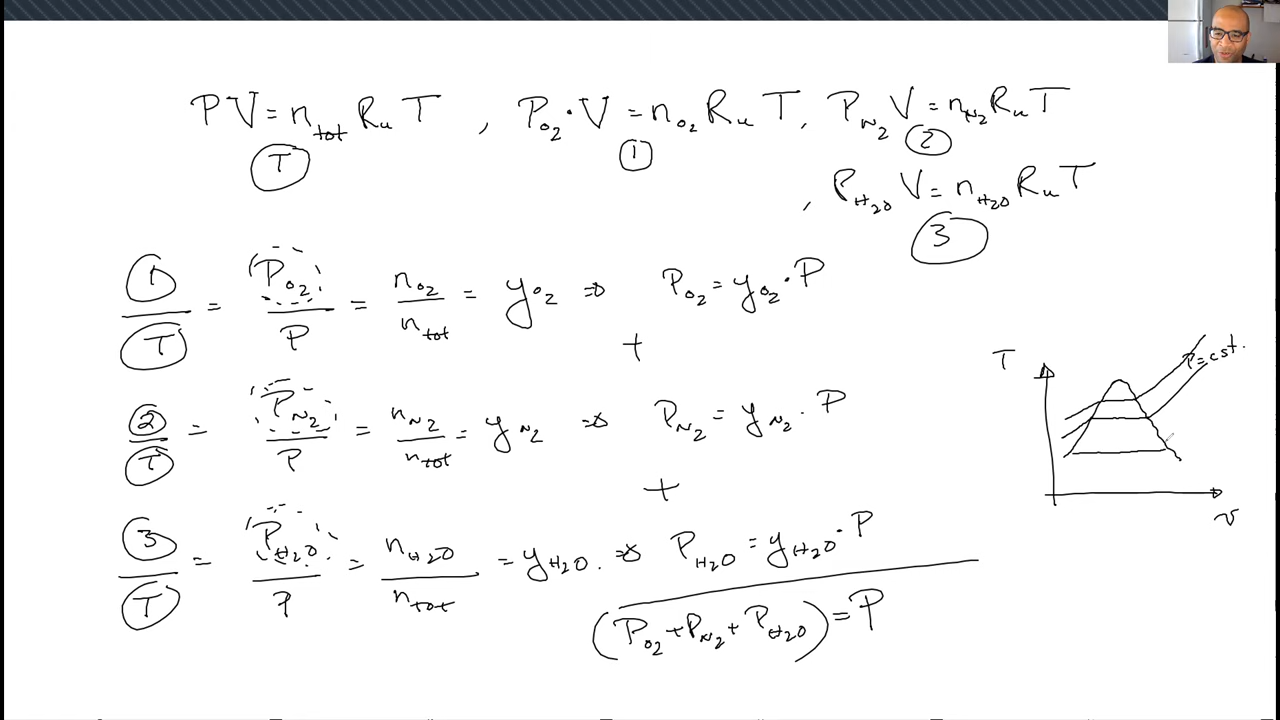 PV = n_tot R_u T , P_O2 · V = n_O2 R_u T , P_N2 V = n_N2 R_u T
(T) (1) (2)
, P_H2O V = n_H2O R_u T
(3)
(1)/(T) = P_O2/P = n_O2/n_tot = y_O2 ⇒ P_O2 = y_O2 · P
+
T
P = cst.
(2)/(T) = P_N2/P = n_N2/n_tot = y_N2 ⇒ P_N2 = y_N2 · P
+
v
(3)/(T) = P_H2O/P = n_H2O/n_tot = y_H2O . ⇒ P_H2O = y_H2O · P
(P_O2 + P_N2 + P_H2O) = P